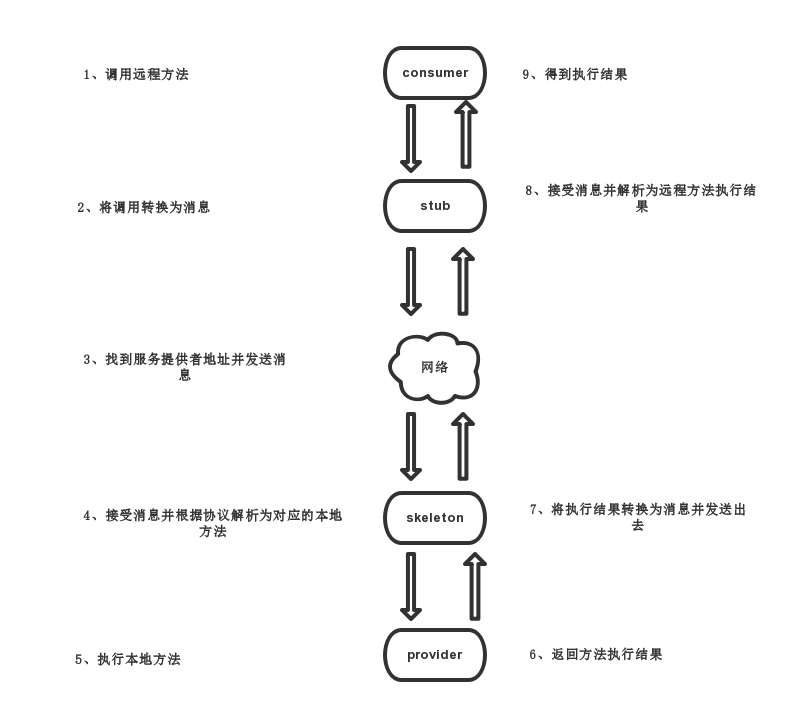 1、调用远程方法
consumer
9、得到执行结果
2、将调用转换为消息
stub
8、接受消息并解析为远程方法执行结
果
3、找到服务提供者地址并发送消
息
网络
4、接受消息并根据协议解析为对应的本地
方法
skeleton
7、将执行结果转换为消息并发送出
去
5、执行本地方法
provider
6、返回方法执行结果